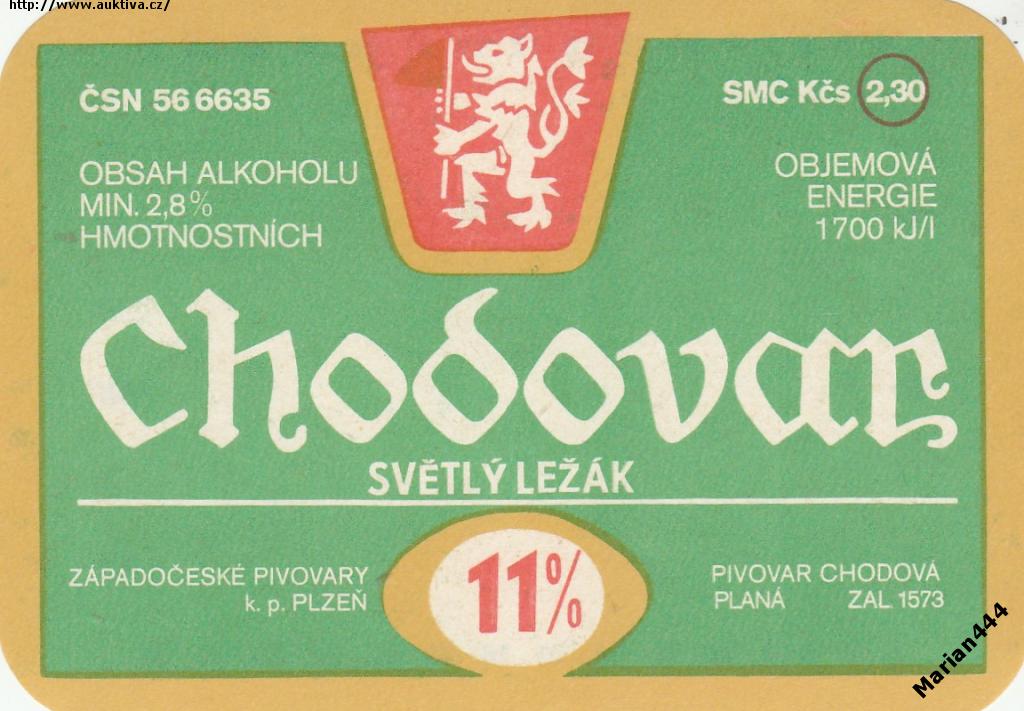 http://www.auktiva.cz/
ČSN 56 6635
OBSAH ALKOHOLU
MIN. 2,8%
HMOTNOSTNÍCH
SMC Kčs 2,30
OBJEMOVÁ
ENERGIE
1700 kJ/l
Chodovar
SVĚTLÝ LEŽÁK
ZÁPADOČESKÉ PIVOVARY
k. p. PLZEŇ
11%
PIVOVAR CHODOVÁ
PLANÁ ZAL. 1573
Marian444